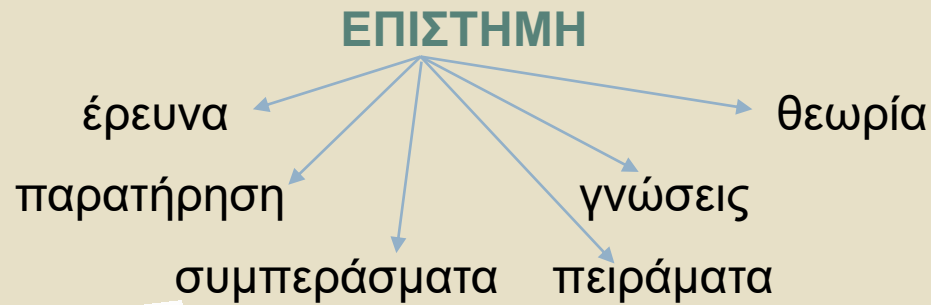 ΕΠΙΣΤΗΜΗ
έρευνα θεωρία
παρατήρηση γνώσεις
συμπεράσματα πειράματα